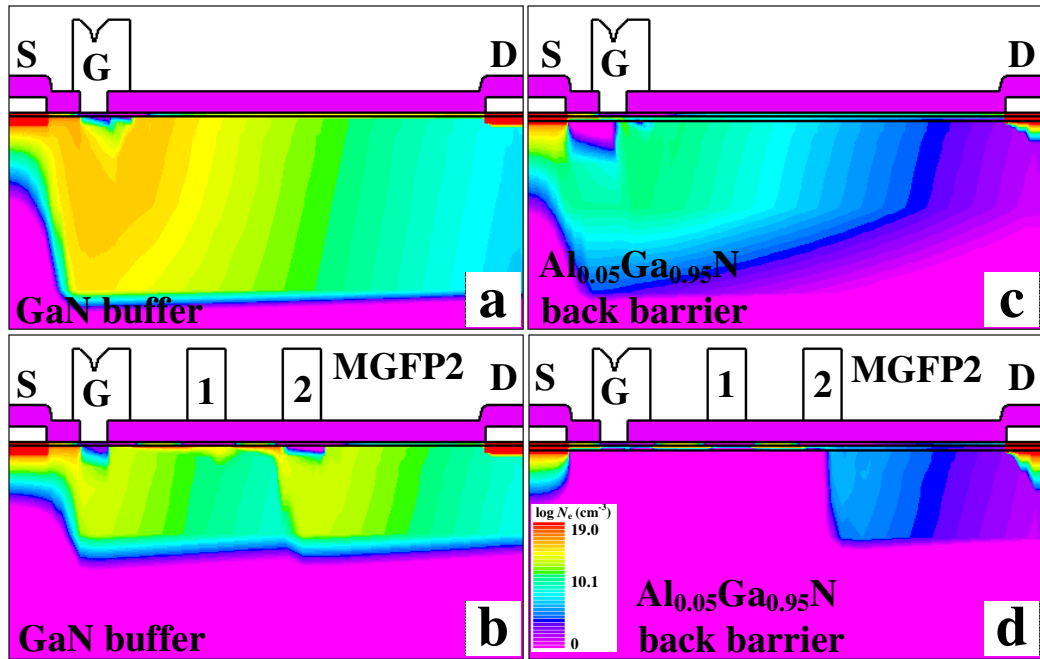 S G D
GaN buffer
a
S G D
Al0.05Ga0.95N
back barrier
c
S G 1 2 MGFP2 D
GaN buffer
b
S G 1 2 MGFP2 D
log Ne (cm-3)
19.0
10.1
0
Al0.05Ga0.95N
back barrier
d